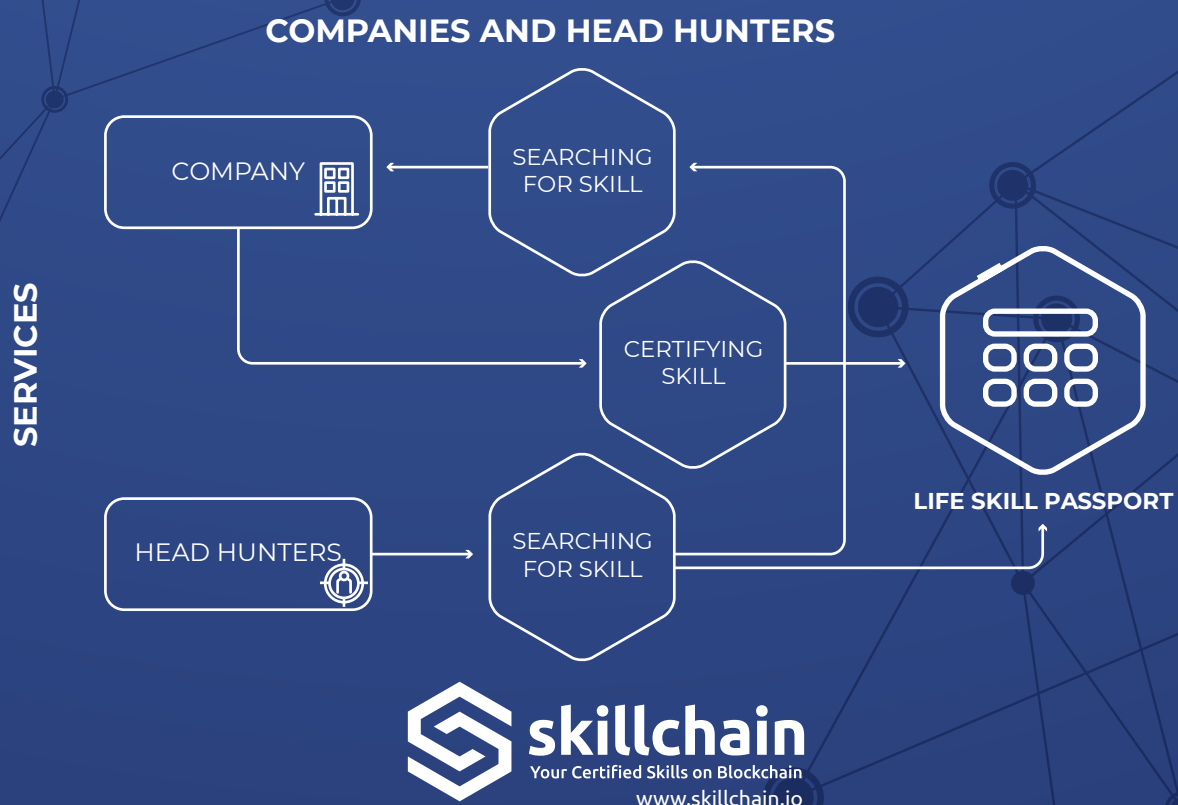 COMPANIES AND HEAD HUNTERS
SERVICES
COMPANY
SEARCHING
FOR SKILL
CERTIFYING
SKILL
HEAD HUNTERS
SEARCHING
FOR SKILL
LIFE SKILL PASSPORT
skillchain
Your Certified Skills on Blockchain
www.skillchain.io